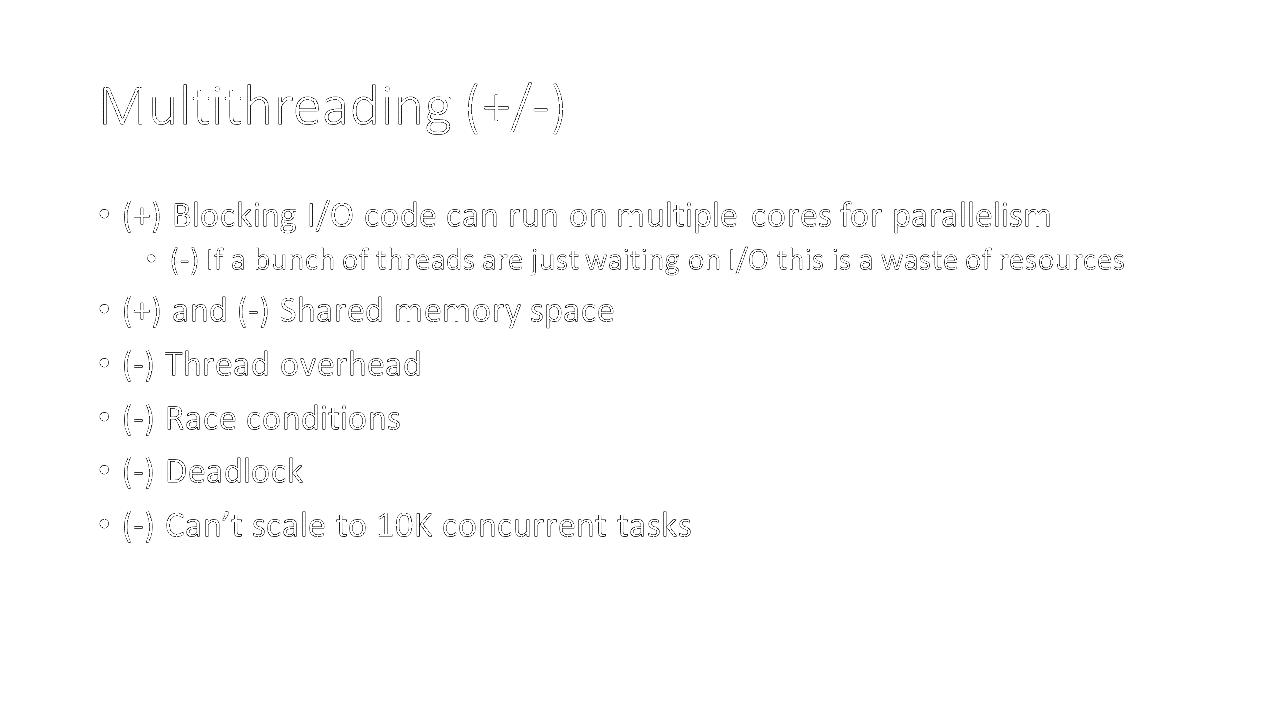 Multithreading (+/-)
• (+) Blocking I/O code can run on multiple cores for parallelism
• (-) If a bunch of threads are just waiting on I/O this is a waste of resources
• (+) and (-) Shared memory space
• (-) Thread overhead
• (-) Race conditions
• (-) Deadlock
• (-) Can’t scale to 10K concurrent tasks